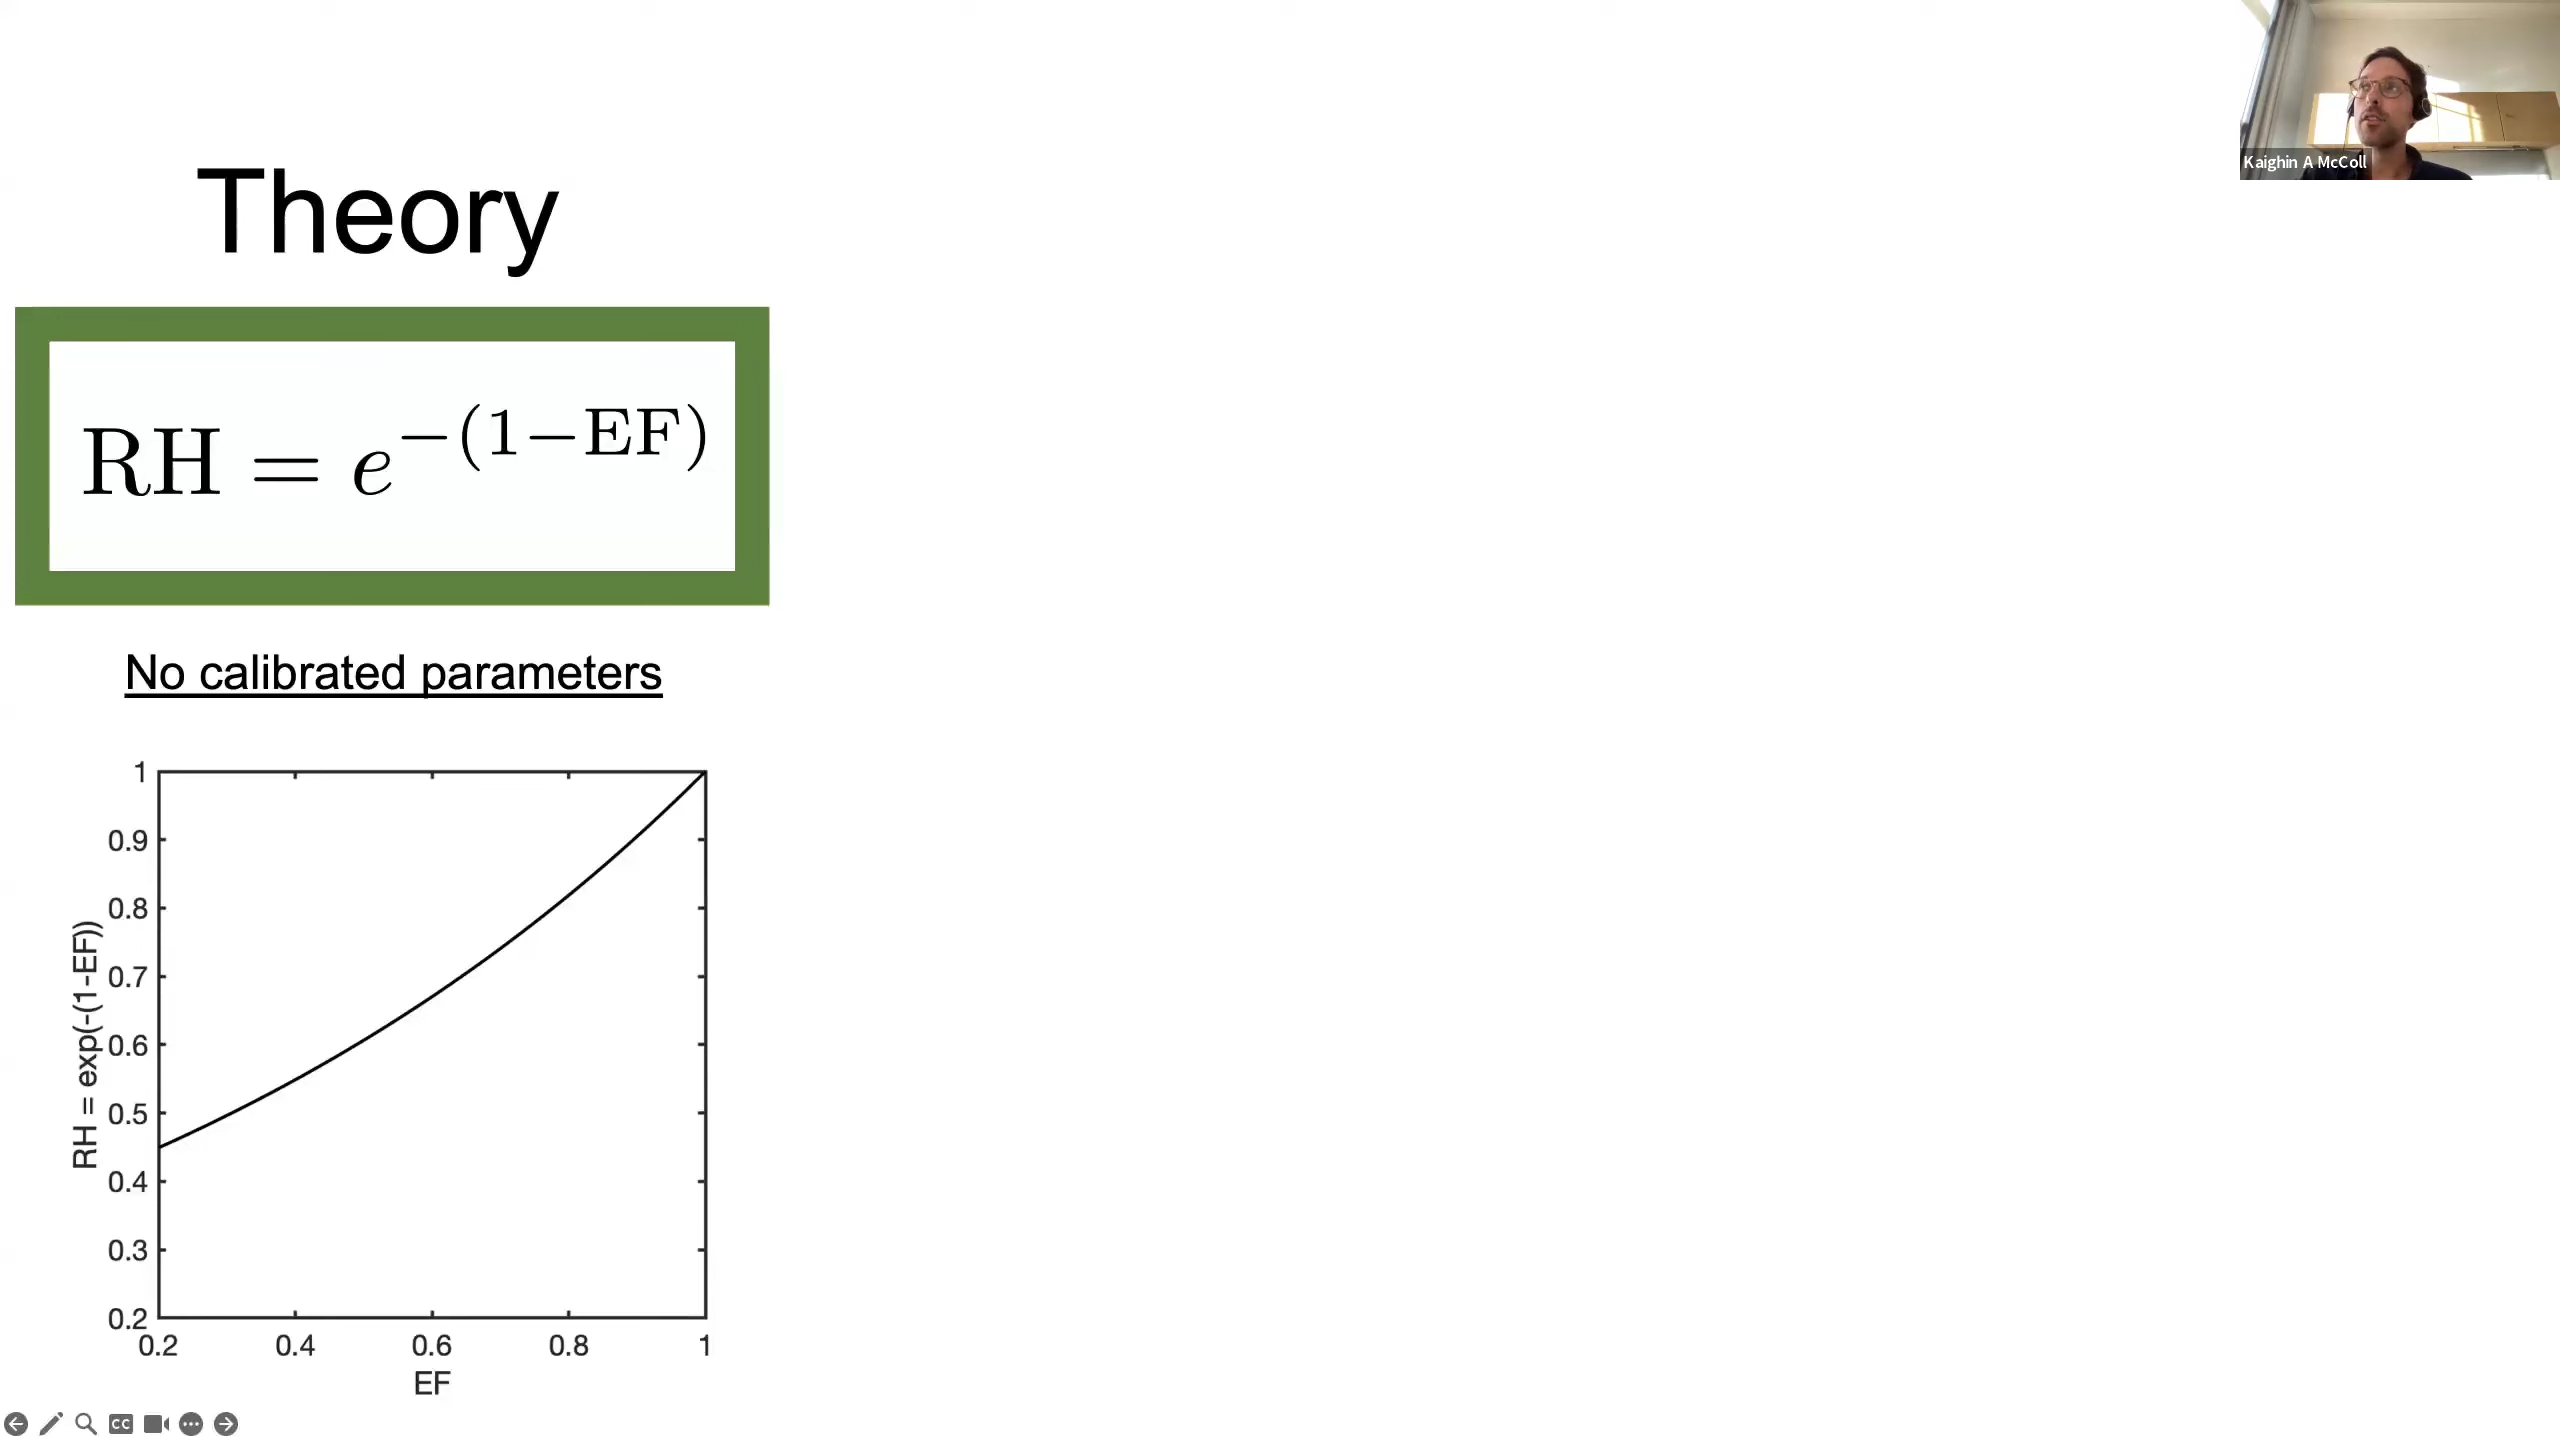 Kaighin A McColl
Theory
RH = e^{-(1-EF)}
No calibrated parameters
1
0.9
0.8
0.7
0.6
0.5
0.4
0.3
0.2
RH = exp(-(1-EF))
0.2 0.4 0.6 0.8 1
EF
CC